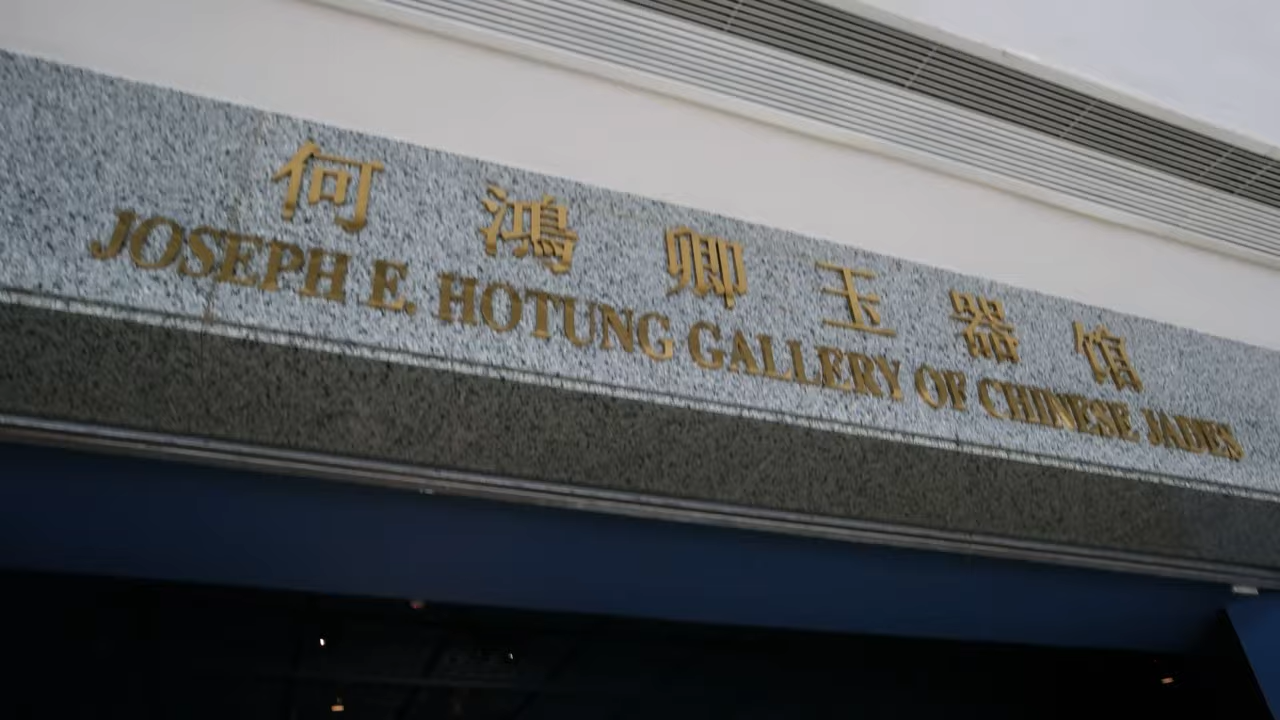 何鴻卿玉器馆
JOSEPH E. HOTUNG GALLERY OF CHINESE JADES